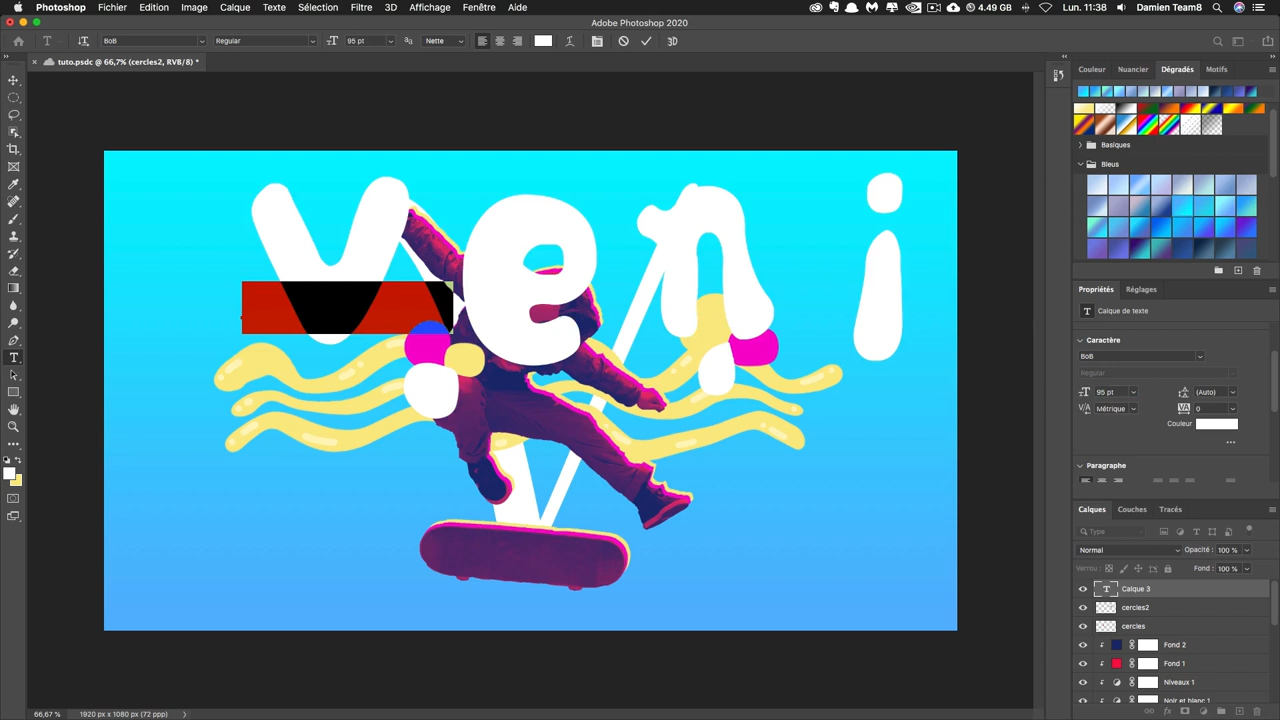 Photoshop Fichier Edition Image Calque Texte Sélection Filtre 3D Affichage Fenêtre Aide 4.49 GB Lun. 11:38 Damien Team8
Adobe Photoshop 2020
T BoB Regular 95 pt Nette 3D
tuto.psdc @ 66,7% (cercles2, RVB/8) *
Couleur Nuancier Dégradés Motifs
Basiques
Bleus
veni
V
Propriétés Réglages
T Calque de texte
Caractère
BoB
Regular
95 pt (Auto)
Métrique 0
Couleur
Paragraphe
Calques Couches Tracés
Type
Normal Opacité : 100 %
Verrou : Fond : 100 %
T Calque 3
cercles2
cercles
Fond 2
Fond 1
Niveaux 1
Noir et blanc 1
66,67 % 1920 px x 1080 px (72 ppp)